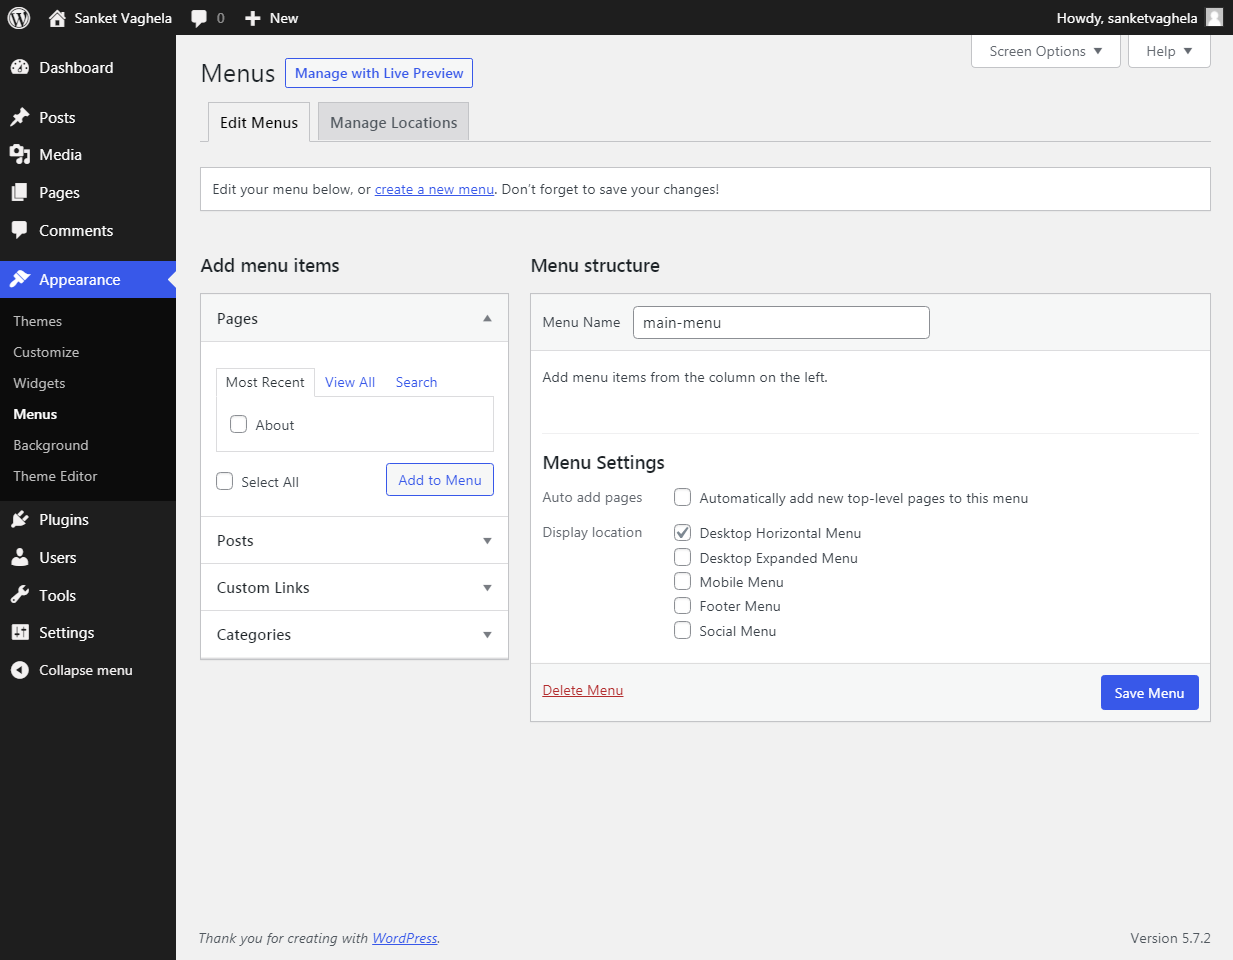 Sanket Vaghela 0 New Howdy, sanketvaghela
Screen Options Help
Dashboard
Posts
Media
Pages
Comments
Appearance
Themes
Customize
Widgets
Menus
Background
Theme Editor
Plugins
Users
Tools
Settings
Collapse menu
Menus Manage with Live Preview
Edit Menus Manage Locations
Edit your menu below, or create a new menu. Don’t forget to save your changes!
Add menu items
Pages
Most Recent View All Search
About
Select All Add to Menu
Posts
Custom Links
Categories
Menu structure
Menu Name main-menu
Add menu items from the column on the left.
Menu Settings
Auto add pages Automatically add new top-level pages to this menu
Display location Desktop Horizontal Menu
Desktop Expanded Menu
Mobile Menu
Footer Menu
Social Menu
Delete Menu Save Menu
Thank you for creating with WordPress. Version 5.7.2